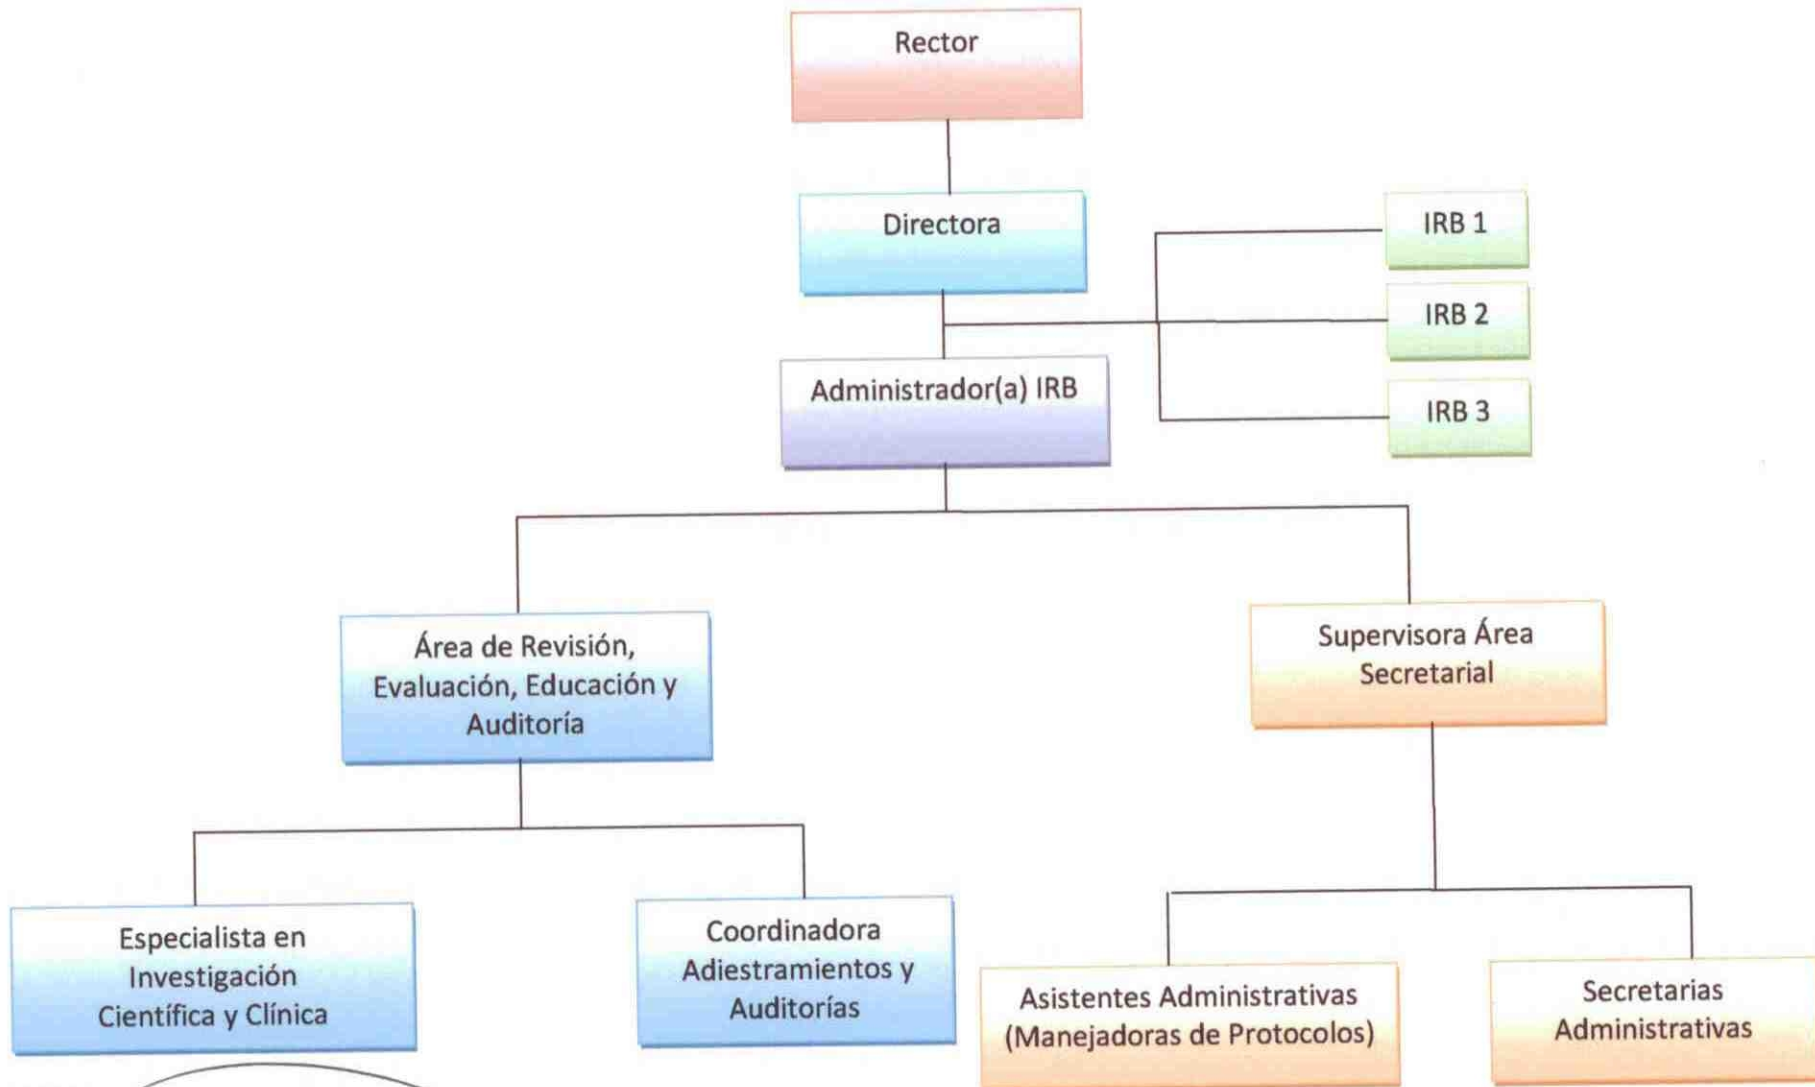 Rector
Directora
IRB 1
IRB 2
Administrador(a) IRB
IRB 3
Área de Revisión,
Evaluación, Educación y
Auditoría
Supervisora Área
Secretarial
Especialista en
Investigación
Científica y Clínica
Coordinadora
Adiestramientos y
Auditorías
Asistentes Administrativas
(Manejadoras de Protocolos)
Secretarias
Administrativas